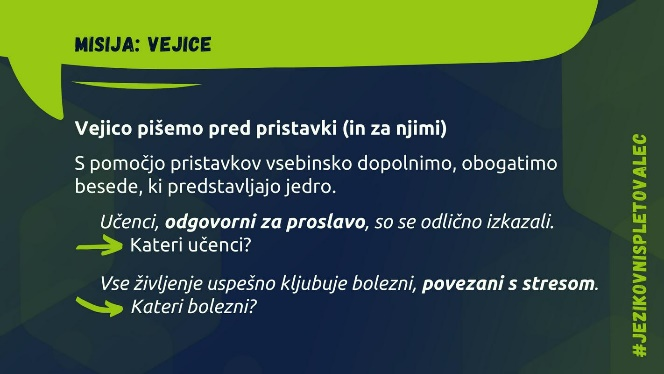 MISIJA: VEJICE
Vejico pišemo pred pristavki (in za njimi)
S pomočjo pristavkov vsebinsko dopolnimo, obogatimo
besede, ki predstavljajo jedro.
Učenci, odgovorni za proslavo, so se odlično izkazali.
Kateri učenci?
Vse življenje uspešno kljubuje bolezni, povezani s stresom.
Kateri bolezni?
#JEZIKOVNISPLETOVALEC